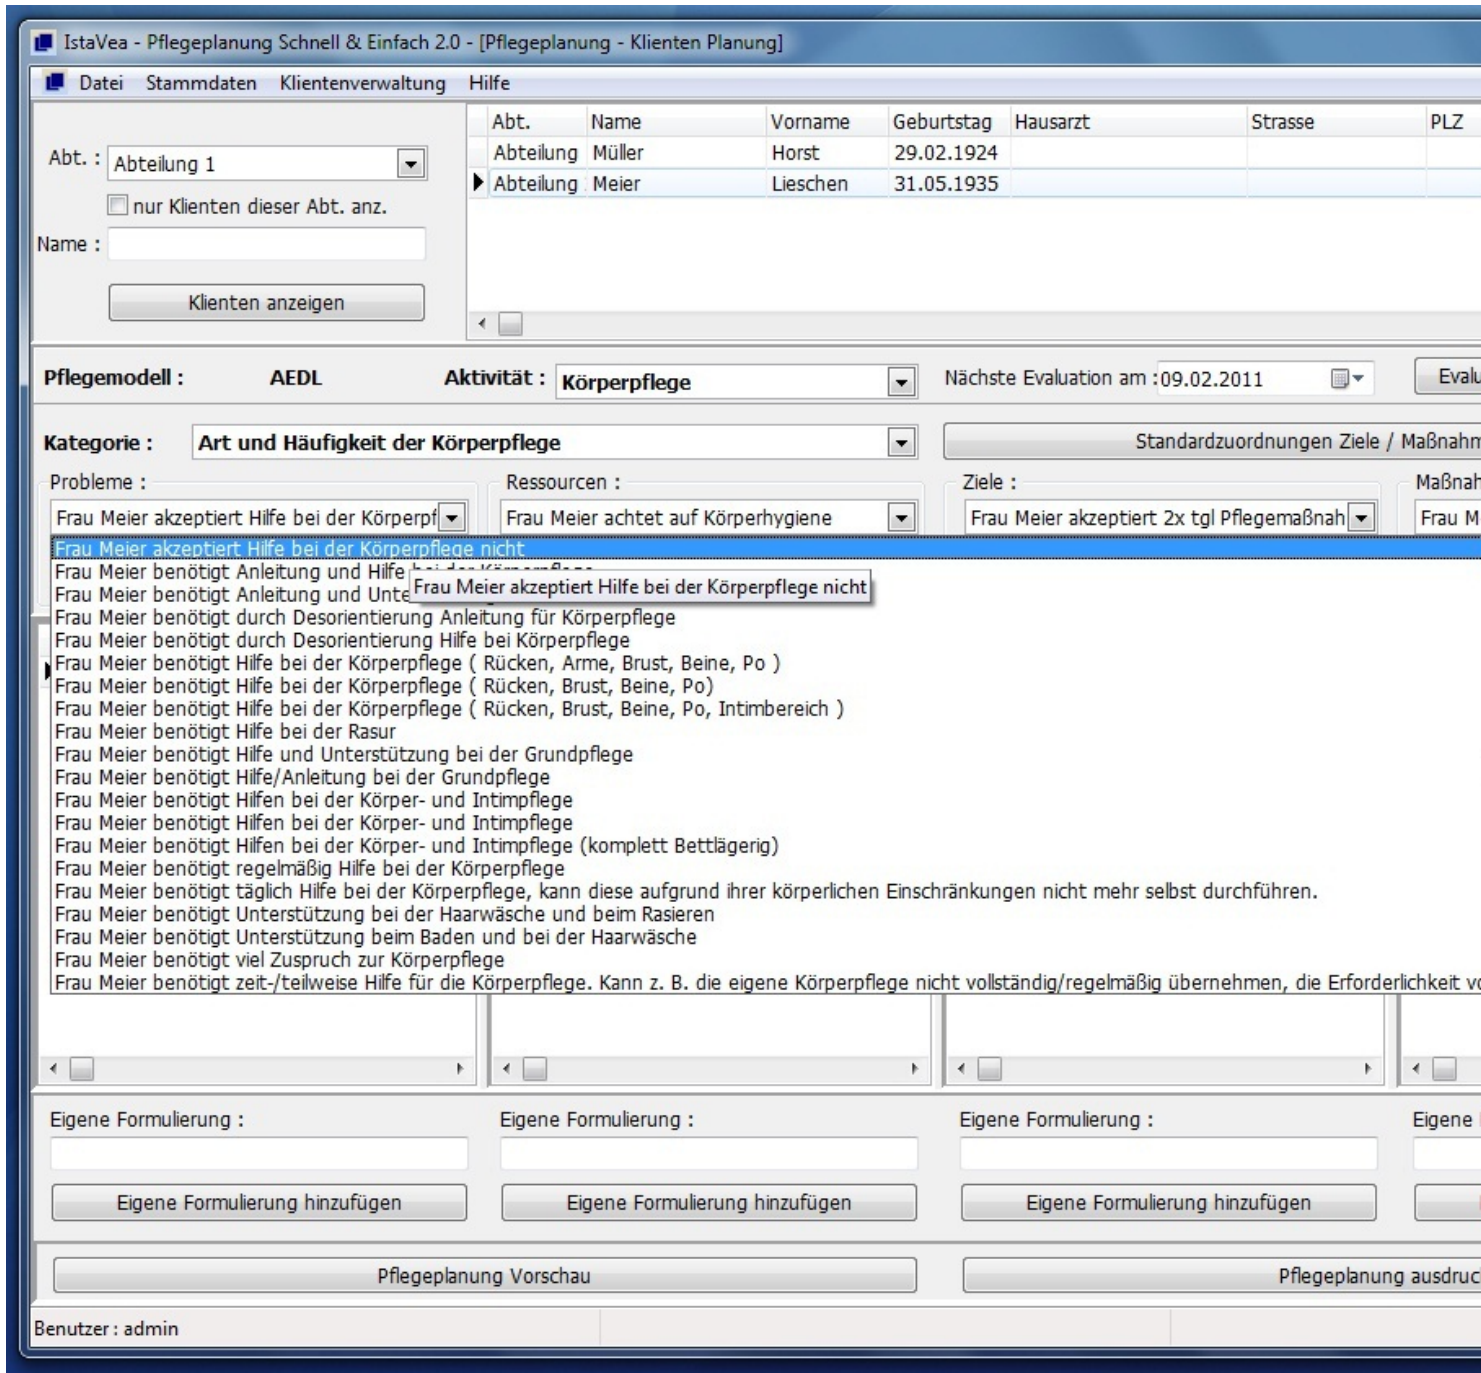 IstaVea - Pflegeplanung Schnell & Einfach 2.0 - [Pflegeplanung - Klienten Planung]
Datei Stammdaten Klientenverwaltung Hilfe
Abt. Name Vorname Geburtstag Hausarzt Strasse PLZ
Abteilung Müller Horst 29.02.1924
Abteilung Meier Lieschen 31.05.1935
Abt. : Abteilung 1
nur Klienten dieser Abt. anz.
Name :
Klienten anzeigen
Pflegemodell : AEDL Aktivität : Körperpflege Nächste Evaluation am : 09.02.2011 Evalu
Kategorie : Art und Häufigkeit der Körperpflege Standardzuordnungen Ziele / Maßnahm
Probleme : Ressourcen : Ziele : Maßnah
Frau Meier akzeptiert Hilfe bei der Körperpf Frau Meier achtet auf Körperhygiene Frau Meier akzeptiert 2x tgl Pflegemaßnah Frau M
Frau Meier akzeptiert Hilfe bei der Körperpflege nicht
Frau Meier benötigt Anleitung und Hilfe bei der Körperpflege
Frau Meier akzeptiert Hilfe bei der Körperpflege nicht
Frau Meier benötigt Anleitung und Unte
Frau Meier benötigt durch Desorientierung Anleitung für Körperpflege
Frau Meier benötigt durch Desorientierung Hilfe bei Körperpflege
Frau Meier benötigt Hilfe bei der Körperpflege ( Rücken, Arme, Brust, Beine, Po )
Frau Meier benötigt Hilfe bei der Körperpflege ( Rücken, Brust, Beine, Po)
Frau Meier benötigt Hilfe bei der Körperpflege ( Rücken, Brust, Beine, Po, Intimbereich )
Frau Meier benötigt Hilfe bei der Rasur
Frau Meier benötigt Hilfe und Unterstützung bei der Grundpflege
Frau Meier benötigt Hilfe/Anleitung bei der Grundpflege
Frau Meier benötigt Hilfen bei der Körper- und Intimpflege
Frau Meier benötigt Hilfen bei der Körper- und Intimpflege
Frau Meier benötigt Hilfen bei der Körper- und Intimpflege (komplett Bettlägerig)
Frau Meier benötigt regelmäßig Hilfe bei der Körperpflege
Frau Meier benötigt täglich Hilfe bei der Körperpflege, kann diese aufgrund ihrer körperlichen Einschränkungen nicht mehr selbst durchführen.
Frau Meier benötigt Unterstützung bei der Haarwäsche und beim Rasieren
Frau Meier benötigt Unterstützung beim Baden und bei der Haarwäsche
Frau Meier benötigt viel Zuspruch zur Körperpflege
Frau Meier benötigt zeit-/teilweise Hilfe für die Körperpflege. Kann z. B. die eigene Körperpflege nicht vollständig/regelmäßig übernehmen, die Erforderlichkeit vo
Eigene Formulierung : Eigene Formulierung : Eigene Formulierung : Eigene
Eigene Formulierung hinzufügen Eigene Formulierung hinzufügen Eigene Formulierung hinzufügen
Pflegeplanung Vorschau Pflegeplanung ausdruc
Benutzer : admin